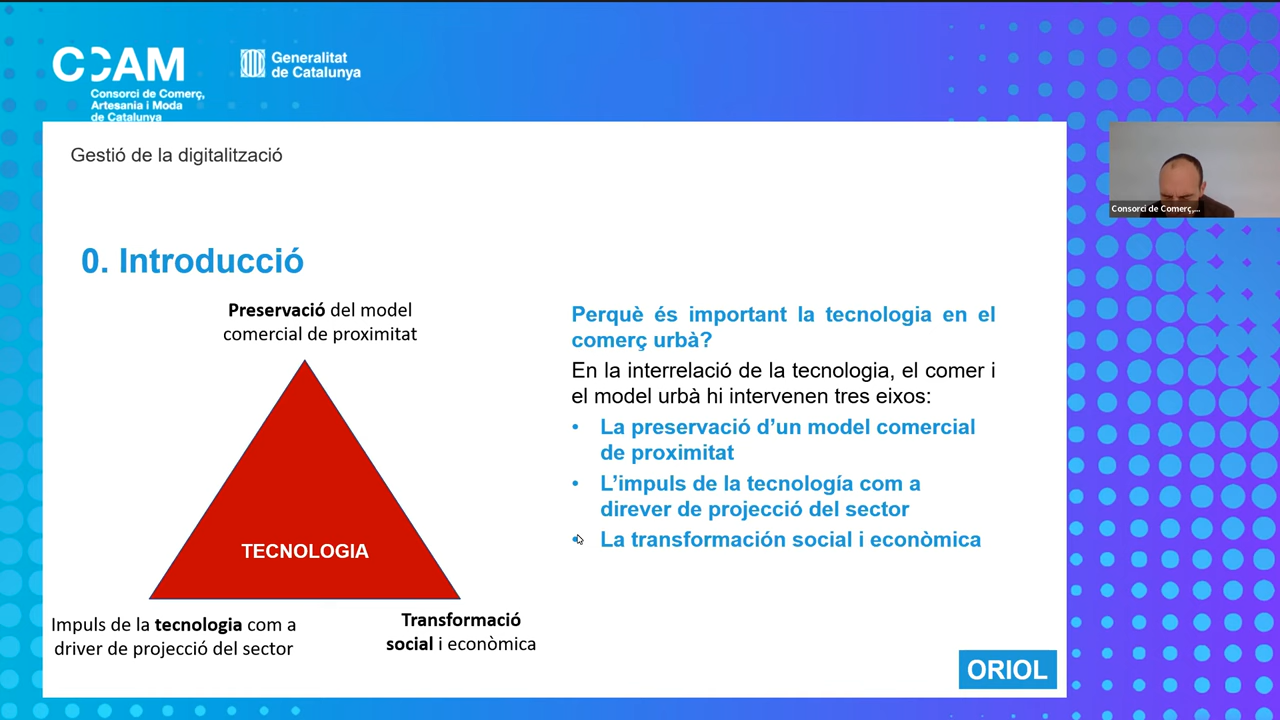 CCAM
Consorci de Comerç,
Artesania i Moda
de Catalunya
Generalitat
de Catalunya
Gestió de la digitalització
Consorci de Comerç,...
0. Introducció
Preservació del model
comercial de proximitat
TECNOLOGIA
Impuls de la tecnologia com a
driver de projecció del sector
Transformació
social i econòmica
Perquè és important la tecnologia en el
comerç urbà?
En la interrelació de la tecnologia, el comer i
el model urbà hi intervenen tres eixos:
• La preservació d’un model comercial
de proximitat
• L’impuls de la tecnología com a
direver de projecció del sector
• La transformación social i econòmica
ORIOL